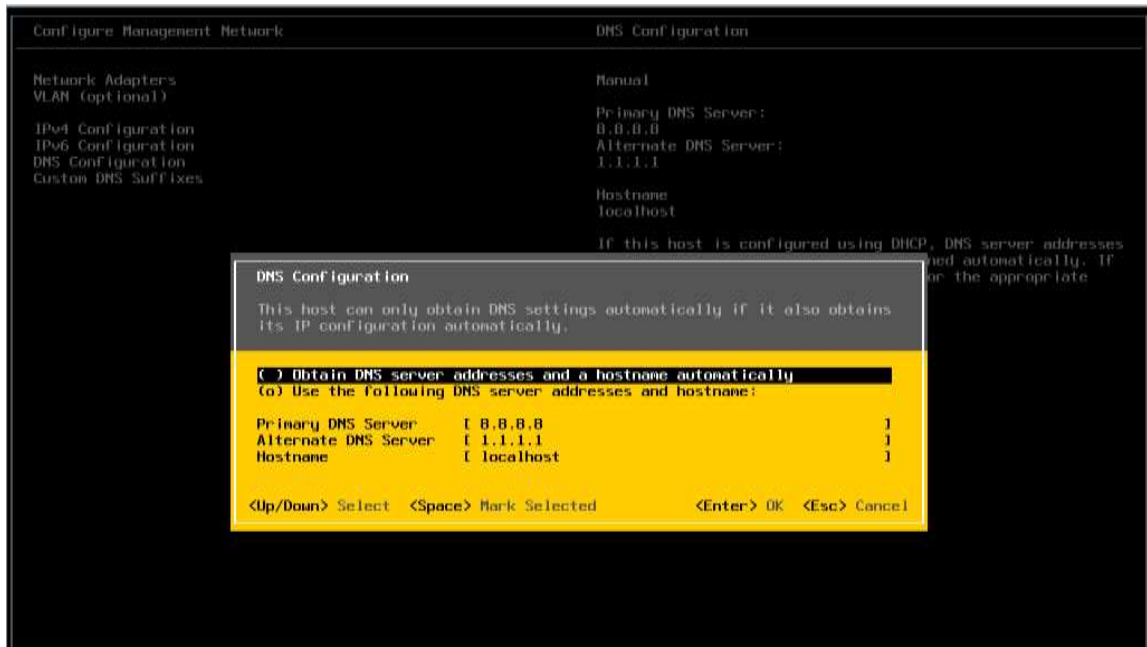 Configure Management Network
DNS Configuration
Network Adapters
VLAN (optional)
IPv4 Configuration
IPv6 Configuration
DNS Configuration
Custom DNS Suffixes
Manual
Primary DNS Server:
8.8.8.8
Alternate DNS Server:
1.1.1.1
Hostname
localhost
If this host is configured using DHCP, DNS server addresses
ned automatically. If
or the appropriate
DNS Configuration
This host can only obtain DNS settings automatically if it also obtains
its IP configuration automatically.
( ) Obtain DNS server addresses and a hostname automatically
(o) Use the following DNS server addresses and hostname:
Primary DNS Server [ 8.8.8.8 ]
Alternate DNS Server [ 1.1.1.1 ]
Hostname [ localhost ]
<Up/Down> Select <Space> Mark Selected <Enter> OK <Esc> Cancel